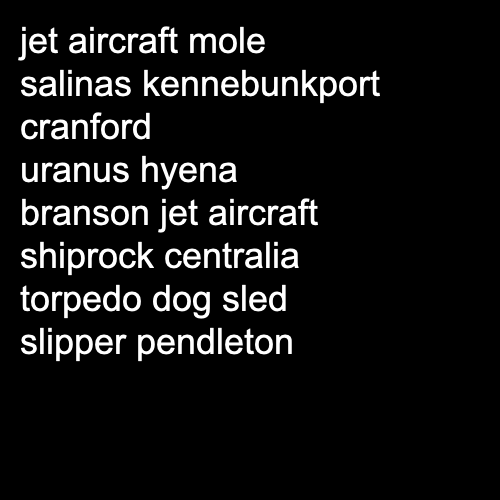 jet aircraft mole
salinas kennebunkport
cranford
uranus hyena
branson jet aircraft
shiprock centralia
torpedo dog sled
slipper pendleton